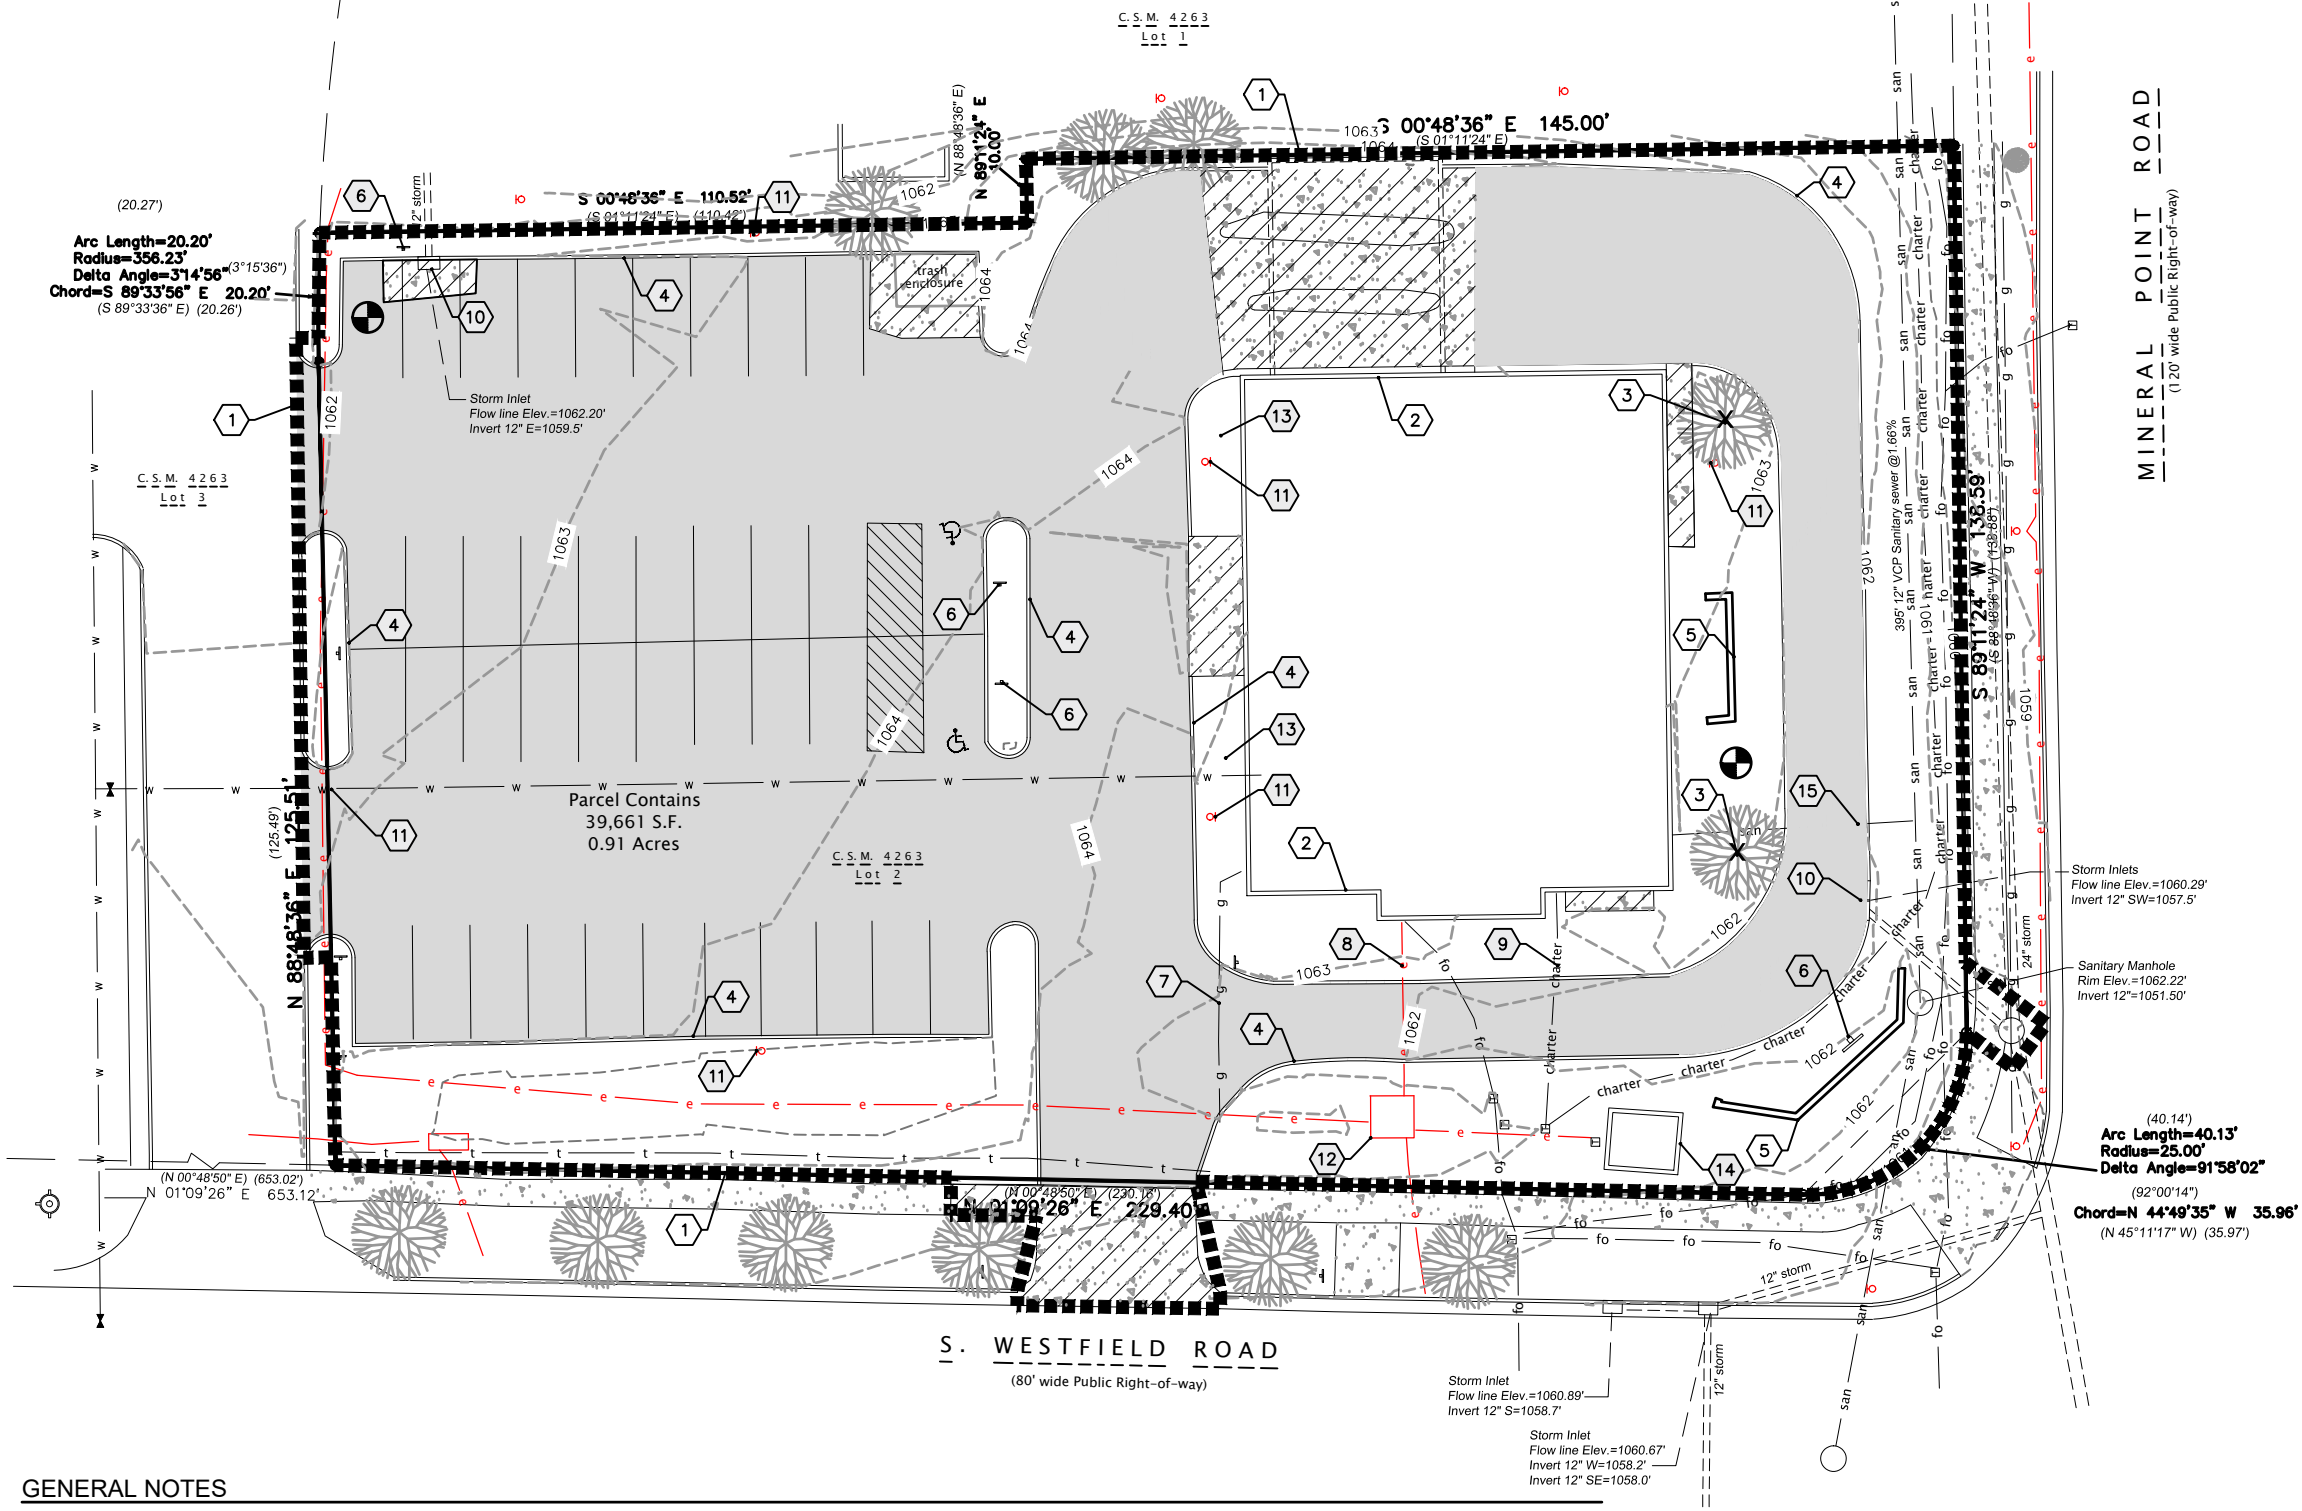 C.S.M. 4263
Lot 1
S 00°48'36" E 145.00'
(S 01°11'24" E)
1063
1064
(N 88°48'36" E)
N 89°11'24" E
10.00'
1062
S 00°48'36" E 110.52'
(S 01°11'24" E) (110.42')
12" storm
(20.27')
Arc Length=20.20'
Radius=356.23'
Delta Angle=3°14'56"
(3°15'36")
Chord=S 89°33'56" E 20.20'
(S 89°33'36" E) (20.26')
trash
enclosure
1064
1064
1062
Storm Inlet
Flow line Elev.=1062.20'
Invert 12" E=1059.5'
C.S.M. 4263
Lot 3
1063
1064
1064
1064
1063
1062
MINERAL POINT ROAD
(120' wide Public Right-of-way)
395' 12" VCP Sanitary sewer @1.66%
san
charter
fo
1061
1059
S 89°11'24" W 138.59'
(S 88°48'36" W) (138.88')
N 88°48'36" E 125.51'
(125.49')
Parcel Contains
39,661 S.F.
0.91 Acres
C.S.M. 4263
Lot 2
Storm Inlets
Flow line Elev.=1060.29'
Invert 12" SW=1057.5'
24" storm
Sanitary Manhole
Rim Elev.=1062.22'
Invert 12"=1051.50'
1062
1063
1062
1062
1062
(40.14')
Arc Length=40.13'
Radius=25.00'
Delta Angle=91°58'02"
(92°00'14")
Chord=N 44°49'35" W 35.96'
(N 45°11'17" W) (35.97')
(N 00°48'50" E) (653.02')
N 01°09'26" E 653.12'
(N 00°48'50" E) (230.16')
N 01°09'26" E 229.40'
12" storm
12" storm
S. WESTFIELD ROAD
(80' wide Public Right-of-way)
Storm Inlet
Flow line Elev.=1060.89'
Invert 12" S=1058.7'
Storm Inlet
Flow line Elev.=1060.67'
Invert 12" W=1058.2'
Invert 12" SE=1058.0'
GENERAL NOTES